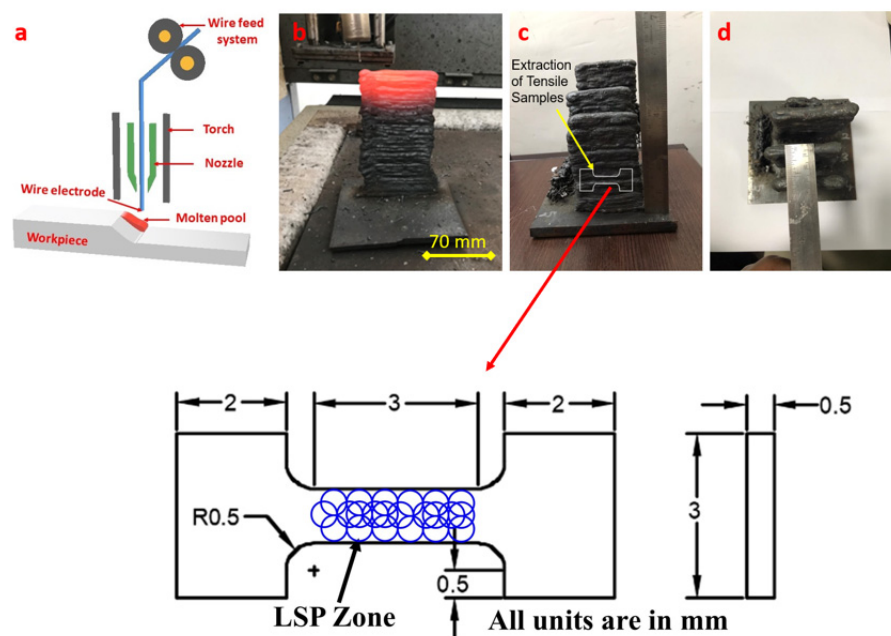 a
Wire feed
system
Torch
Nozzle
Wire electrode
Molten pool
Workpiece
b
70 mm
c
Extraction
of Tensile
Samples
d
2
3
2
0.5
R0.5
3
0.5
LSP Zone
All units are in mm